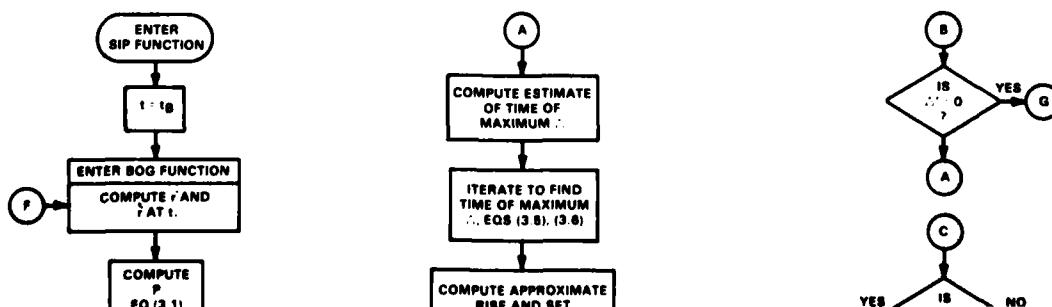 ENTER
SIP FUNCTION
t = tB
ENTER BOG FUNCTION
F
COMPUTE r AND
r AT t.
COMPUTE
EQ (3.1)
A
COMPUTE ESTIMATE
OF TIME OF
MAXIMUM
ITERATE TO FIND
TIME OF MAXIMUM
EQS (3.5), (3.6)
COMPUTE APPROXIMATE
RISE AND SET
B
IS
0
?
YES
G
A
C
YES
IS
NO